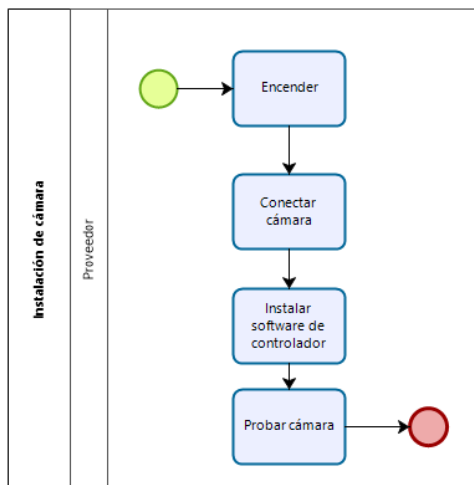 Instalación de cámara
Proveedor
Encender
Conectar
cámara
Instalar
software de
controlador
Probar cámara